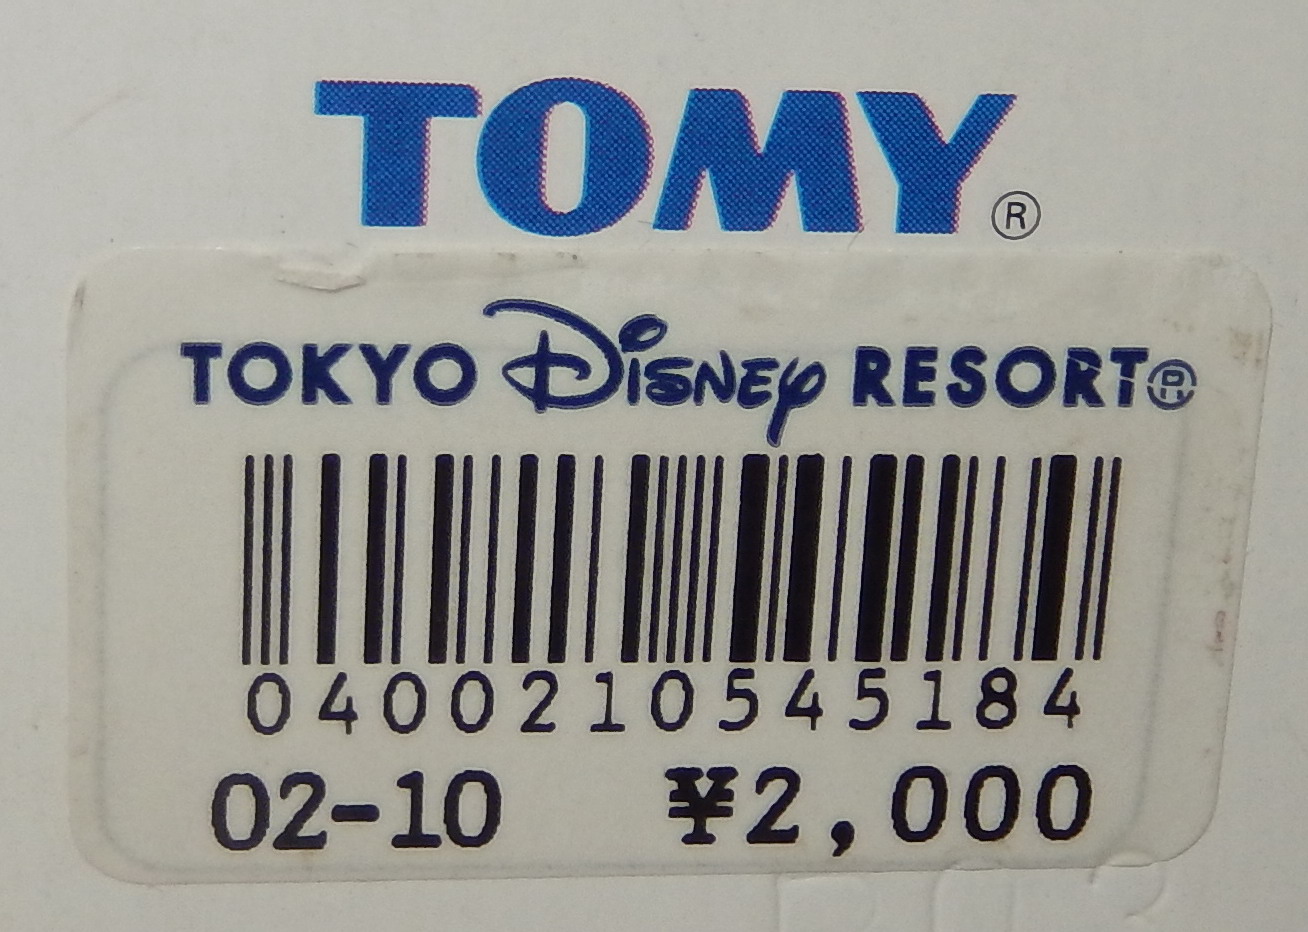 TOMY®
TOKYO Disney RESORT®
0400210545184
02-10 ¥2,000